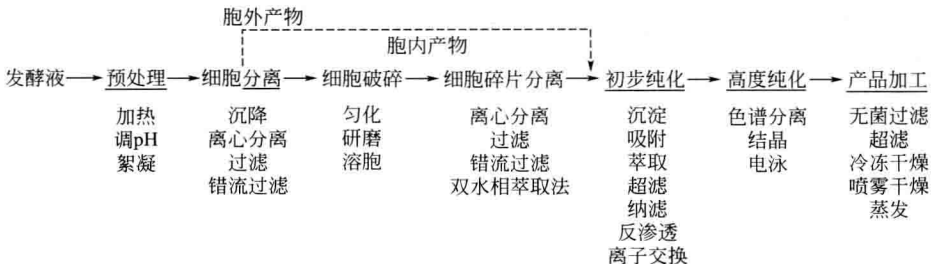 胞外产物
胞内产物
发酵液 预处理 细胞分离 细胞破碎 细胞碎片分离 初步纯化 高度纯化 产品加工
加热 沉降 匀化 离心分离 沉淀 色谱分离 无菌过滤
调pH 离心分离 研磨 过滤 吸附 结晶 超滤
絮凝 过滤 溶胞 错流过滤 萃取 电泳 冷冻干燥
错流过滤 双水相萃取法 超滤 喷雾干燥
纳滤 蒸发
反渗透
离子交换